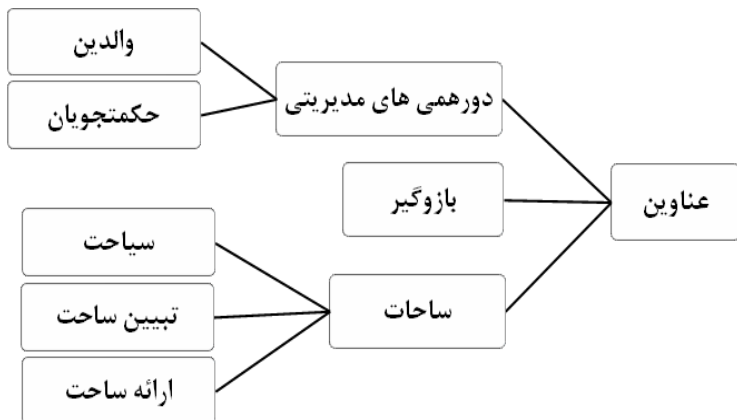 عناوین
دورهمی های مدیریتی
والدین
حکمتجویان
بازوگیر
ساحات
سیاحت
تبیین ساحت
ارائه ساحت